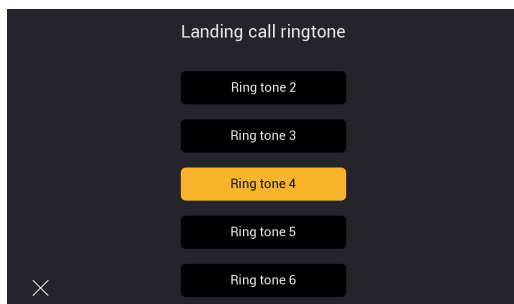 Landing call ringtone
Ring tone 2
Ring tone 3
Ring tone 4
Ring tone 5
Ring tone 6